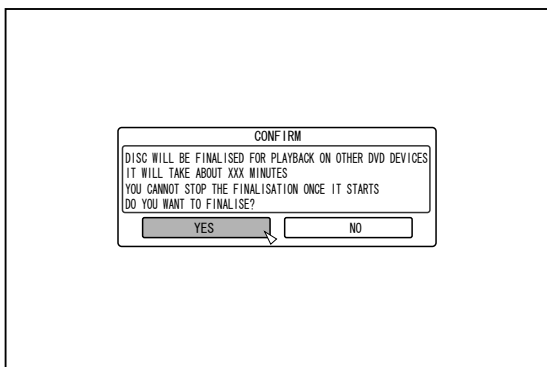 CONFIRM
DISC WILL BE FINALISED FOR PLAYBACK ON OTHER DVD DEVICES
IT WILL TAKE ABOUT XXX MINUTES
YOU CANNOT STOP THE FINALISATION ONCE IT STARTS
DO YOU WANT TO FINALISE?
YES NO